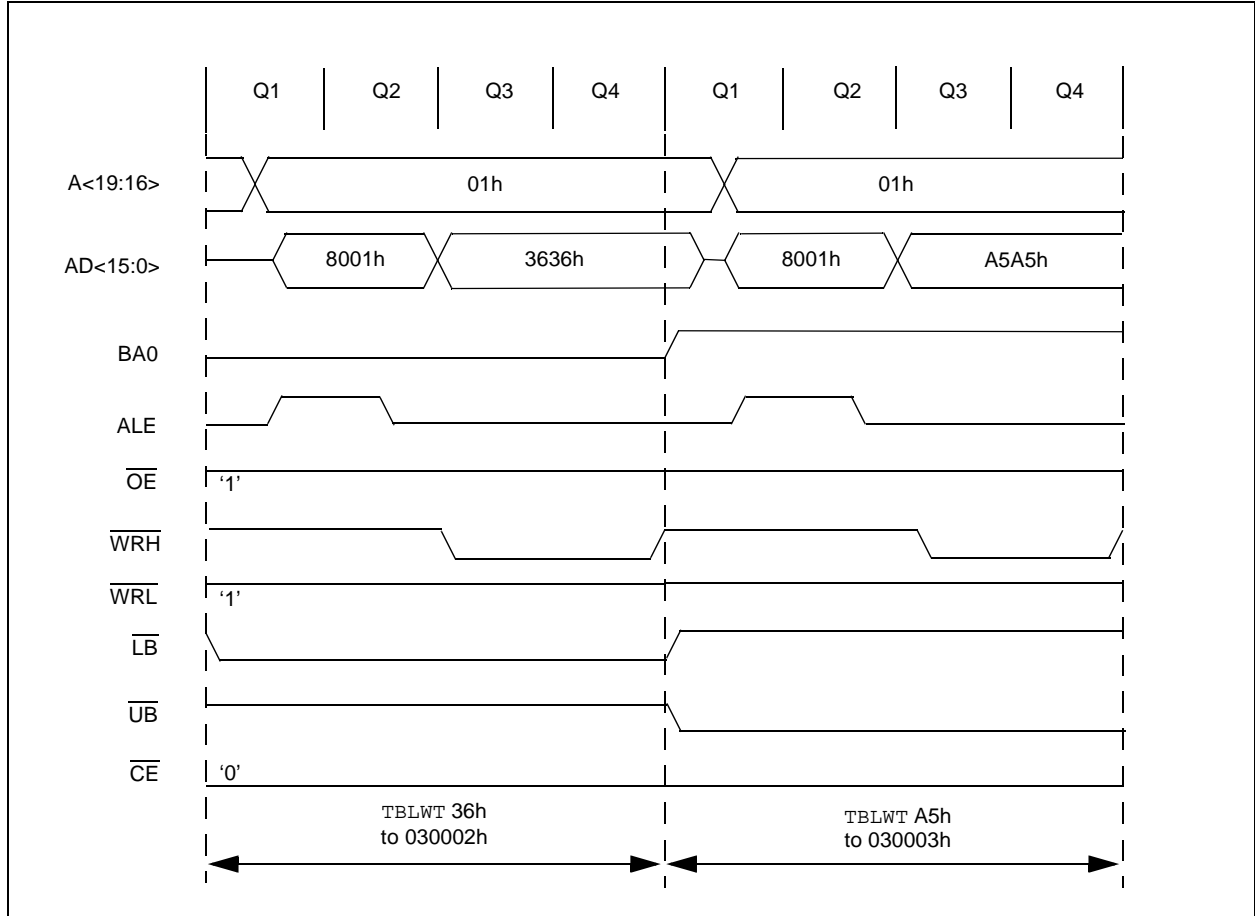 Q1 Q2 Q3 Q4 Q1 Q2 Q3 Q4
A<19:16> 01h 01h
AD<15:0> 8001h 3636h 8001h A5A5h
BA0
ALE
OE '1'
WRH
WRL '1'
LB
UB
CE '0'
TBLWT 36h TBLWT A5h
to 030002h to 030003h